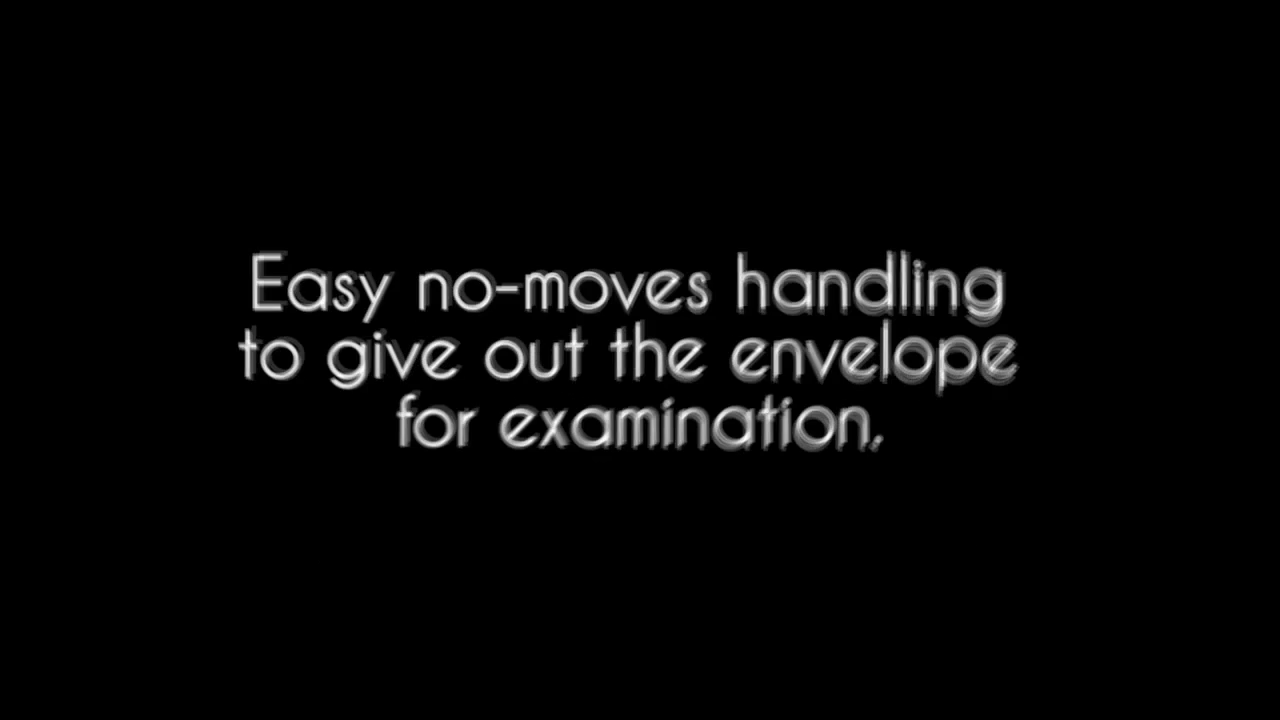 Easy no-moves handling
to give out the envelope
for examination.